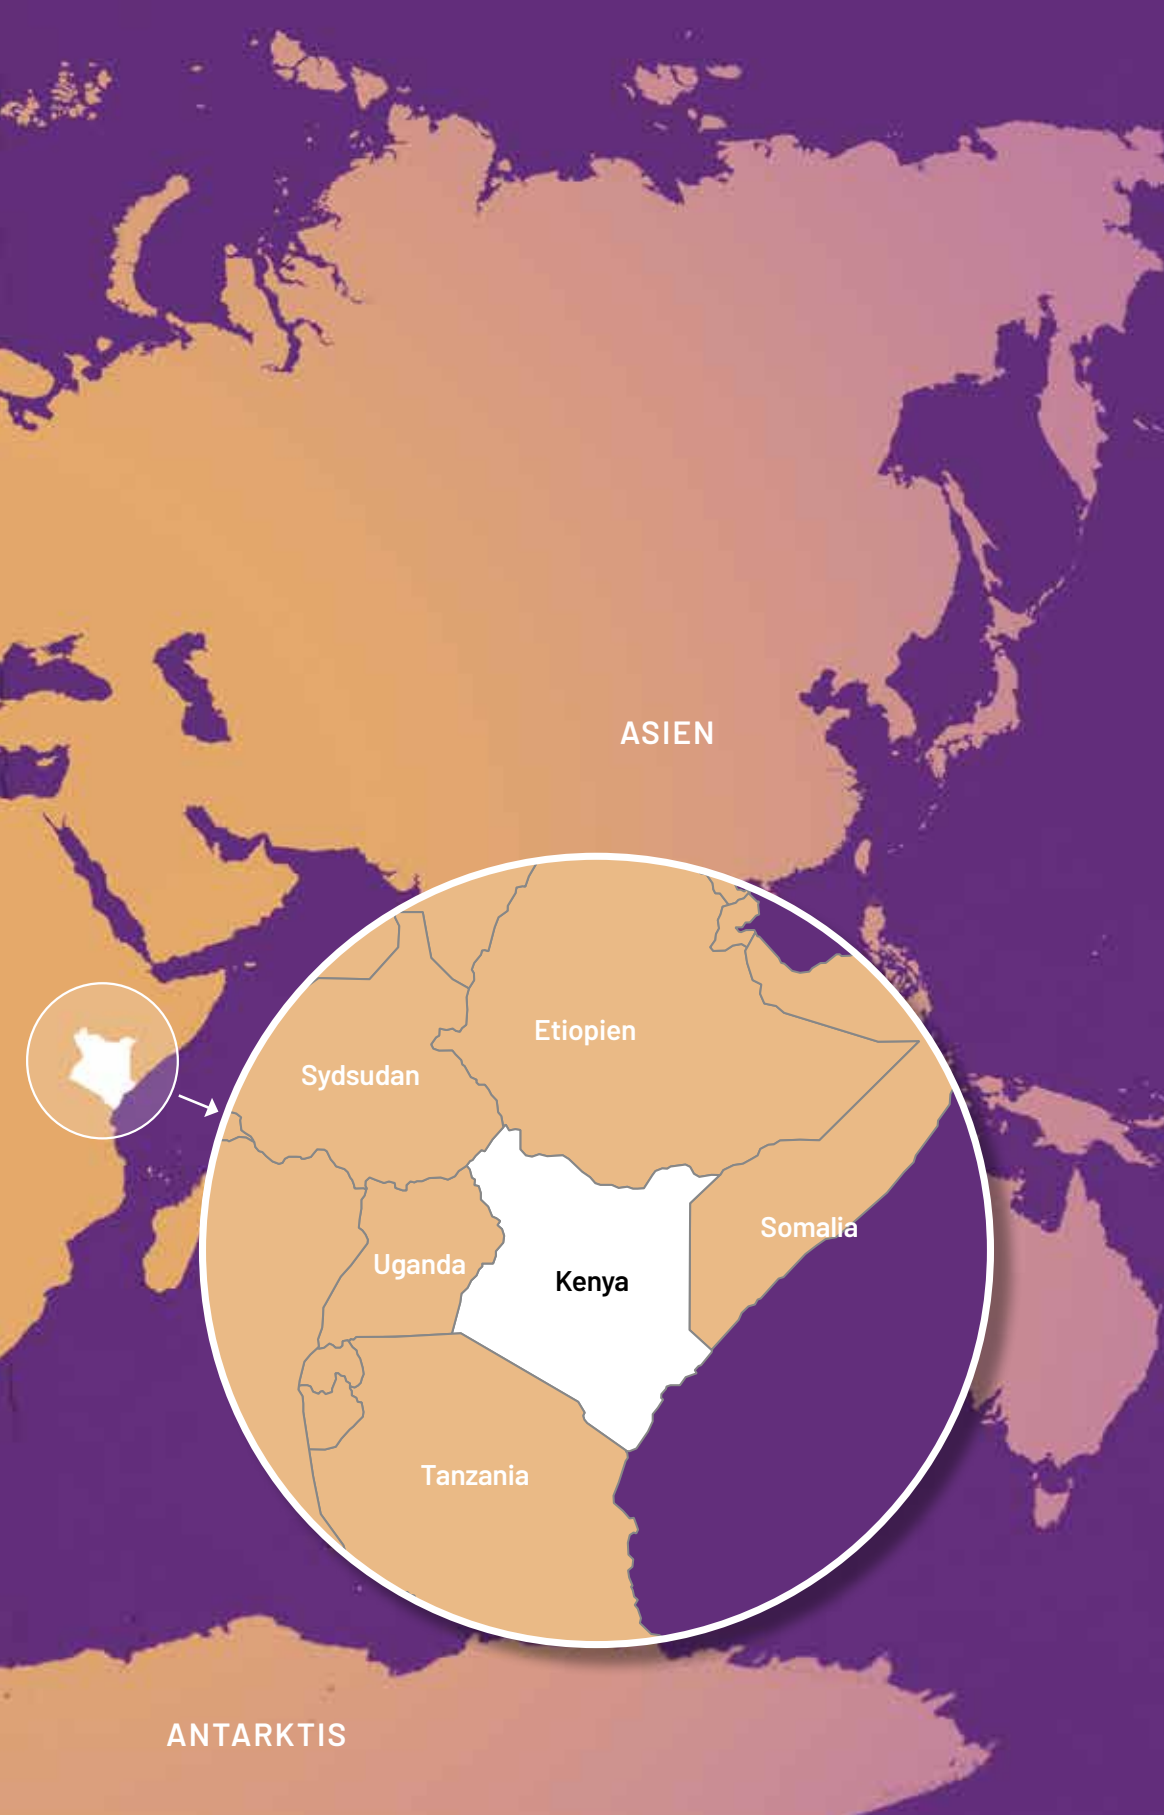 ASIEN
Etiopien
Sydsudan
Somalia
Uganda
Kenya
Tanzania
ANTARKTIS